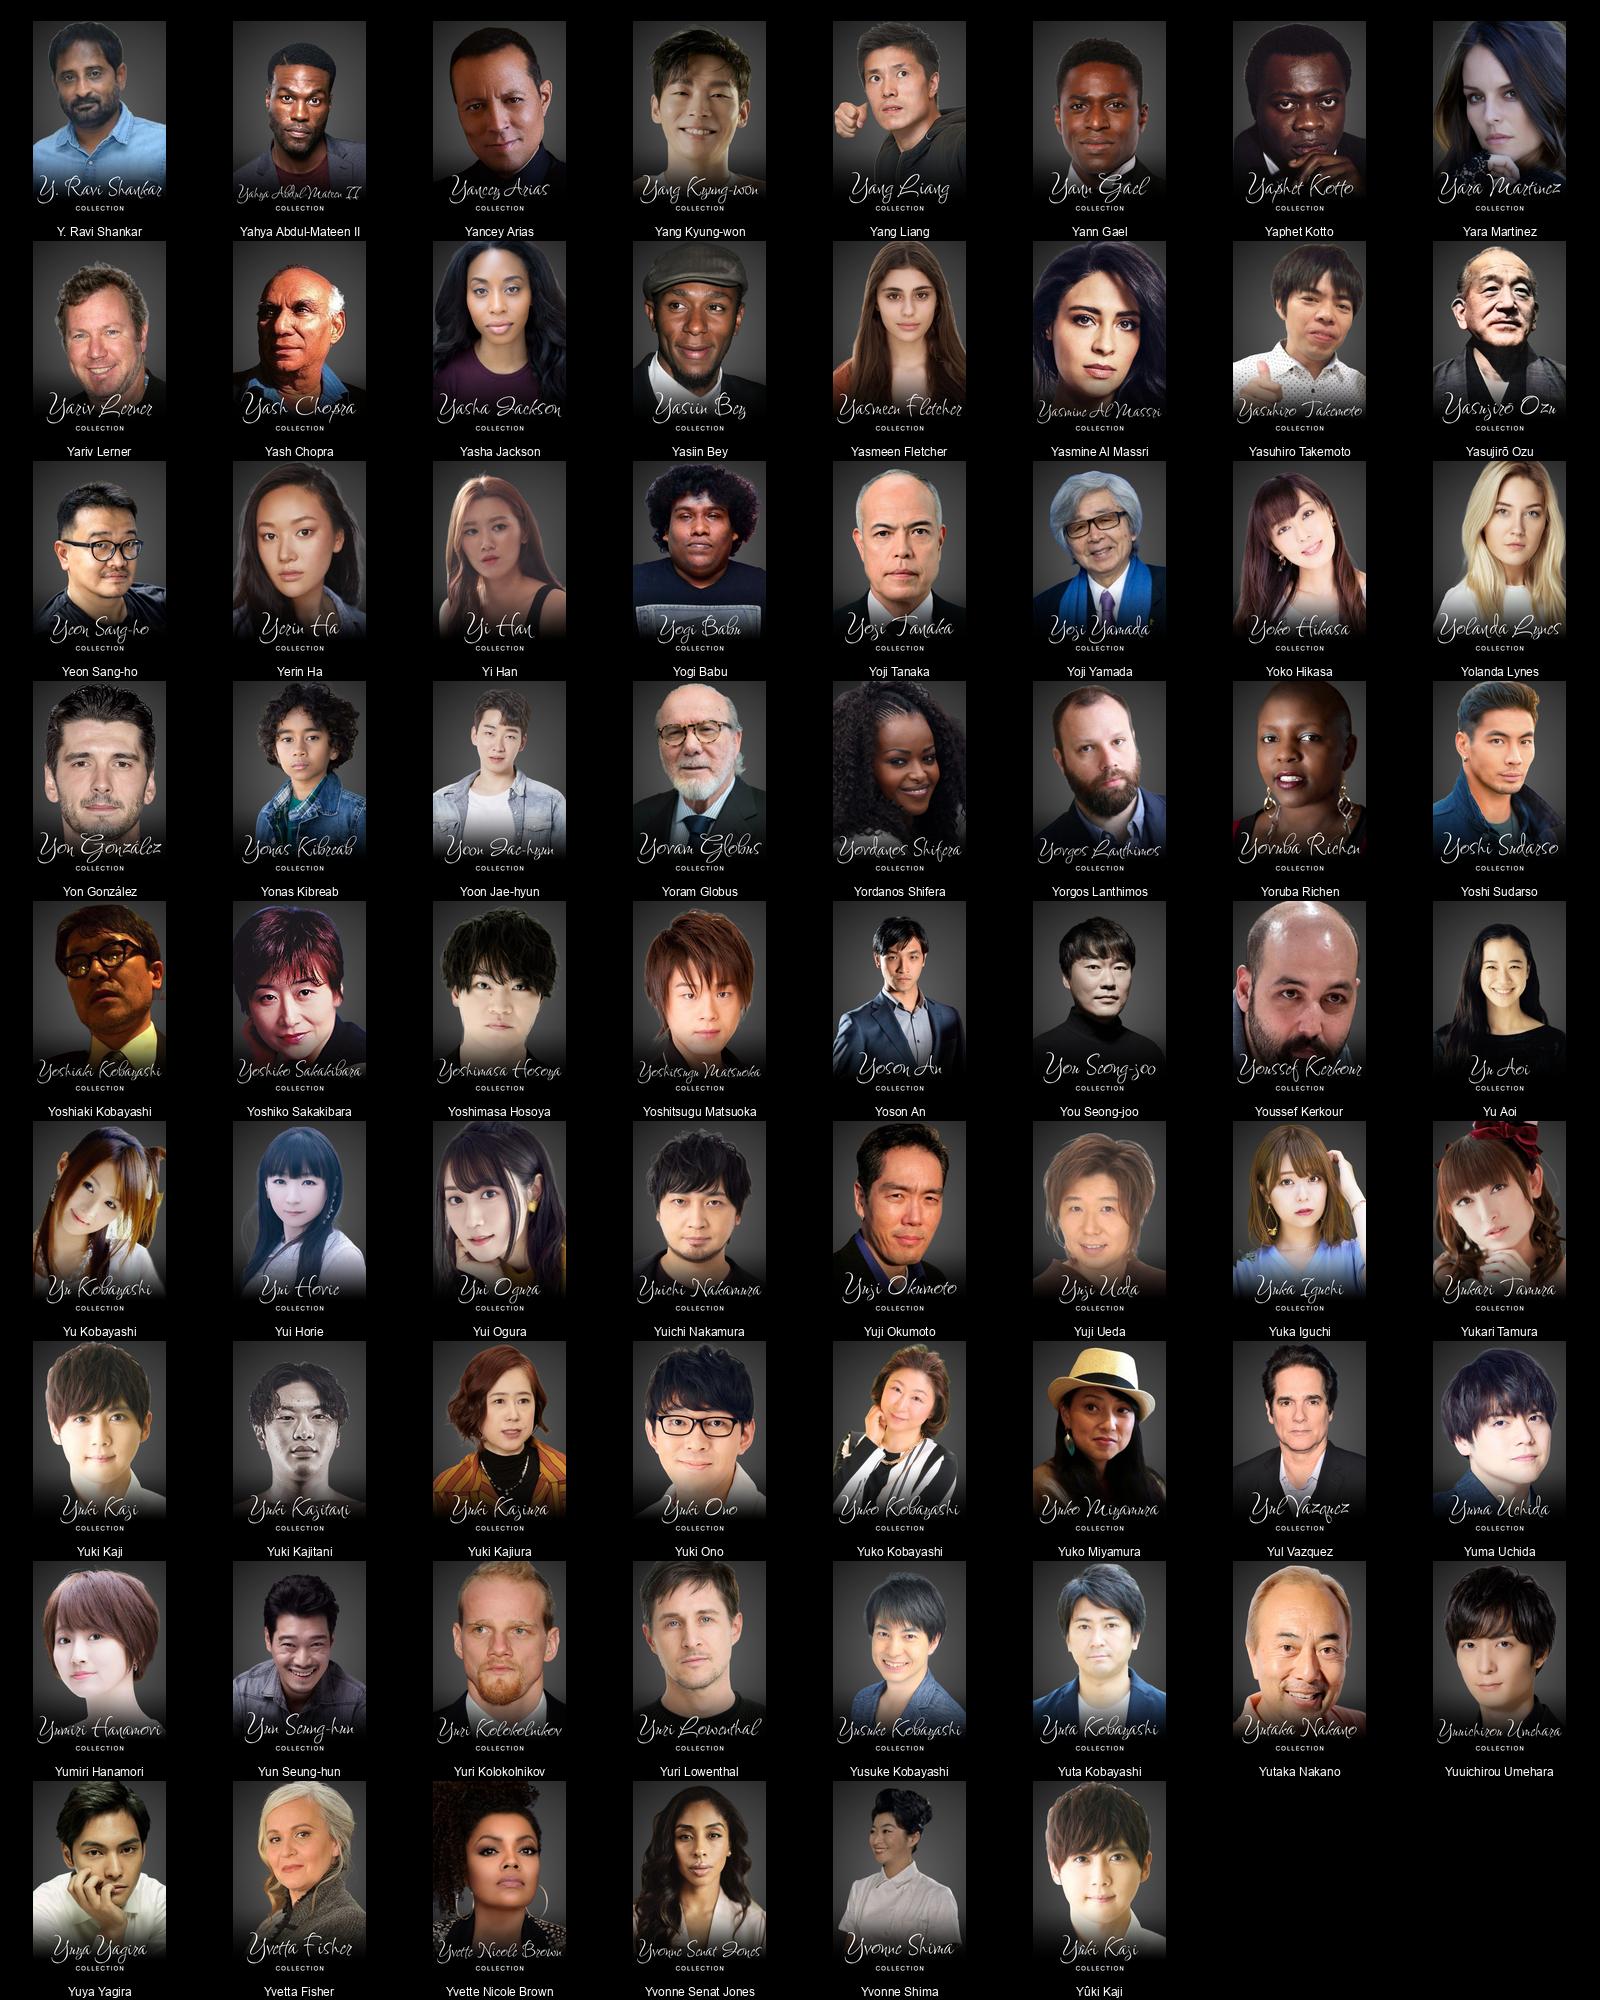 Y. Ravi Shankar Yahya Abdul-Mateen II Yancey Arias Yang Kyung-won Yang Liang Yann Gael Yaphet Kotto Yara Martinez
COLLECTION COLLECTION COLLECTION COLLECTION COLLECTION COLLECTION COLLECTION COLLECTION
Y. Ravi Shankar Yahya Abdul-Mateen II Yancey Arias Yang Kyung-won Yang Liang Yann Gael Yaphet Kotto Yara Martinez
Yariv Lerner Yash Chopra Yasha Jackson Yasiin Bey Yasmeen Fletcher Yasmine Al Massri Yasuhiro Takemoto Yasujirō Ozu
COLLECTION COLLECTION COLLECTION COLLECTION COLLECTION COLLECTION COLLECTION COLLECTION
Yariv Lerner Yash Chopra Yasha Jackson Yasiin Bey Yasmeen Fletcher Yasmine Al Massri Yasuhiro Takemoto Yasujirō Ozu
Yeon Sang-ho Yerin Ha Yi Han Yogi Babu Yoji Tanaka Yoji Yamada Yoko Hikasa Yolanda Lynes
COLLECTION COLLECTION COLLECTION COLLECTION COLLECTION COLLECTION COLLECTION COLLECTION
Yeon Sang-ho Yerin Ha Yi Han Yogi Babu Yoji Tanaka Yoji Yamada Yoko Hikasa Yolanda Lynes
Yon González Yonas Kibreab Yoon Jae-hyun Yoram Globus Yordanos Shifera Yorgos Lanthimos Yoruba Richen Yoshi Sudarso
COLLECTION COLLECTION COLLECTION COLLECTION COLLECTION COLLECTION COLLECTION COLLECTION
Yon González Yonas Kibreab Yoon Jae-hyun Yoram Globus Yordanos Shifera Yorgos Lanthimos Yoruba Richen Yoshi Sudarso
Yoshiaki Kobayashi Yoshiko Sakakibara Yoshimasa Hosoya Yoshitsugu Matsuoka Yoson An You Seong-joo Youssef Kerkour Yu Aoi
COLLECTION COLLECTION COLLECTION COLLECTION COLLECTION COLLECTION COLLECTION COLLECTION
Yoshiaki Kobayashi Yoshiko Sakakibara Yoshimasa Hosoya Yoshitsugu Matsuoka Yoson An You Seong-joo Youssef Kerkour Yu Aoi
Yu Kobayashi Yui Horie Yui Ogura Yuichi Nakamura Yuji Okumoto Yuji Ueda Yuka Iguchi Yukari Tamura
COLLECTION COLLECTION COLLECTION COLLECTION COLLECTION COLLECTION COLLECTION COLLECTION
Yu Kobayashi Yui Horie Yui Ogura Yuichi Nakamura Yuji Okumoto Yuji Ueda Yuka Iguchi Yukari Tamura
Yuki Kaji Yuki Kajitani Yuki Kajiura Yuki Ono Yuko Kobayashi Yuko Miyamura Yul Vazquez Yuma Uchida
COLLECTION COLLECTION COLLECTION COLLECTION COLLECTION COLLECTION COLLECTION COLLECTION
Yuki Kaji Yuki Kajitani Yuki Kajiura Yuki Ono Yuko Kobayashi Yuko Miyamura Yul Vazquez Yuma Uchida
Yumiri Hanamori Yun Seung-hun Yuri Kolokolnikov Yuri Lowenthal Yusuke Kobayashi Yuta Kobayashi Yutaka Nakano Yuuichirou Umehara
COLLECTION COLLECTION COLLECTION COLLECTION COLLECTION COLLECTION COLLECTION COLLECTION
Yumiri Hanamori Yun Seung-hun Yuri Kolokolnikov Yuri Lowenthal Yusuke Kobayashi Yuta Kobayashi Yutaka Nakano Yuuichirou Umehara
Yuya Yagira Yvetta Fisher Yvette Nicole Brown Yvonne Senat Jones Yvonne Shima Yûki Kaji
COLLECTION COLLECTION COLLECTION COLLECTION COLLECTION COLLECTION
Yuya Yagira Yvetta Fisher Yvette Nicole Brown Yvonne Senat Jones Yvonne Shima Yûki Kaji